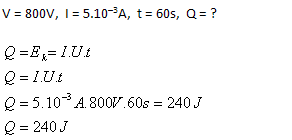 V = 800V, I = 5.10⁻³A, t = 60s, Q = ?
Q = Eₖ = I.U.t
Q = I.U.t
Q = 5.10⁻³ A.800V.60s = 240 J
Q = 240 J